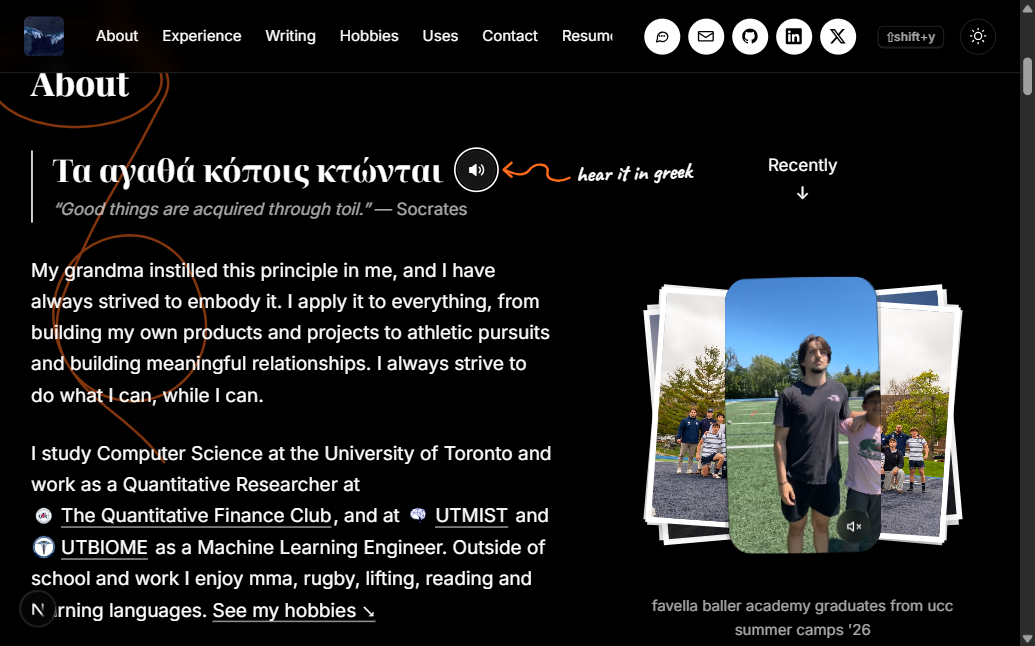 About Experience Writing Hobbies Uses Contact Resum
⇧shift+y
About
Τα αγαθά κόποις κτώνται
hear it in greek
“Good things are acquired through toil.” — Socrates
Recently
↓
My grandma instilled this principle in me, and I have
always strived to embody it. I apply it to everything, from
building my own products and projects to athletic pursuits
and building meaningful relationships. I always strive to
do what I can, while I can.
I study Computer Science at the University of Toronto and
work as a Quantitative Researcher at
The Quantitative Finance Club, and at UTMIST and
UTBIOME as a Machine Learning Engineer. Outside of
school and work I enjoy mma, rugby, lifting, reading and
N rning languages. See my hobbies ↘
favella baller academy graduates from ucc
summer camps '26